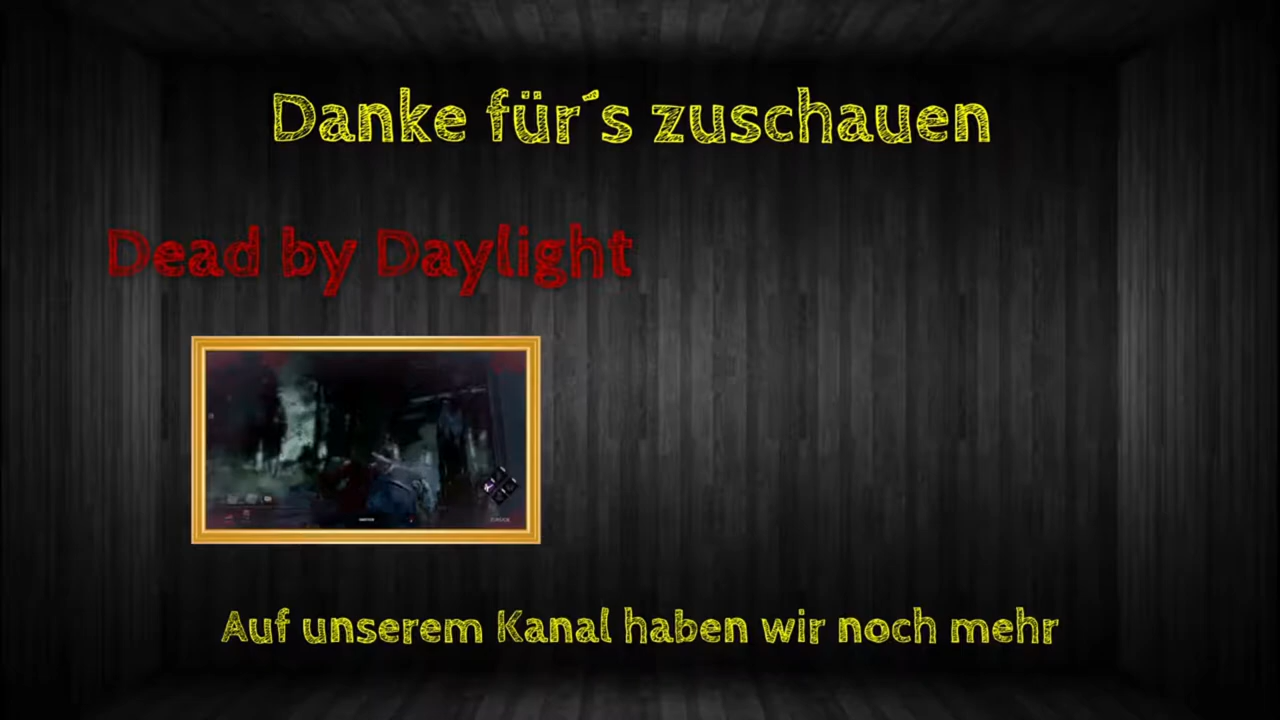 Danke für´s zuschauen
Dead by Daylight
Auf unserem Kanal haben wir noch mehr